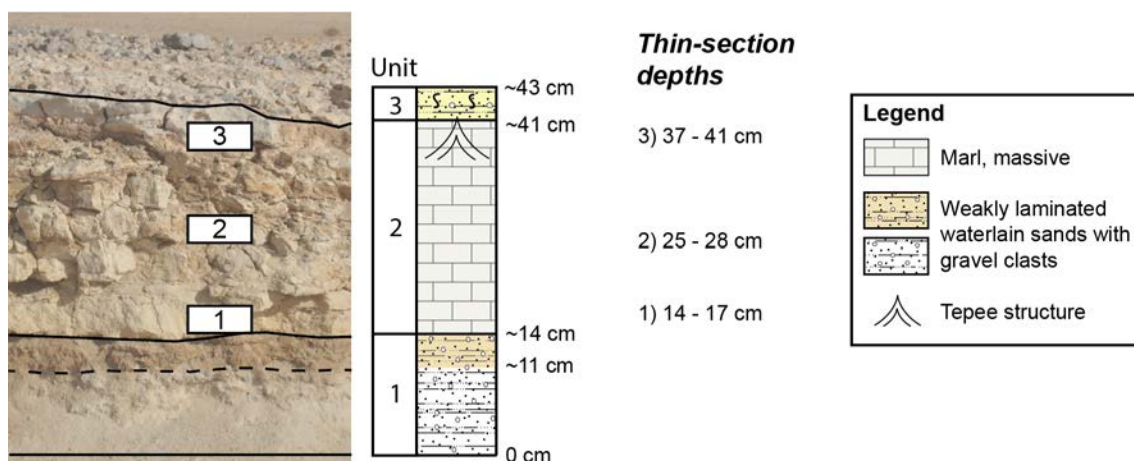 3
2
1
Unit
3
2
1
~43 cm
~41 cm
~14 cm
~11 cm
0 cm
Thin-section
depths
3) 37 - 41 cm
2) 25 - 28 cm
1) 14 - 17 cm
Legend
Marl, massive
Weakly laminated
waterlain sands with
gravel clasts
Tepee structure